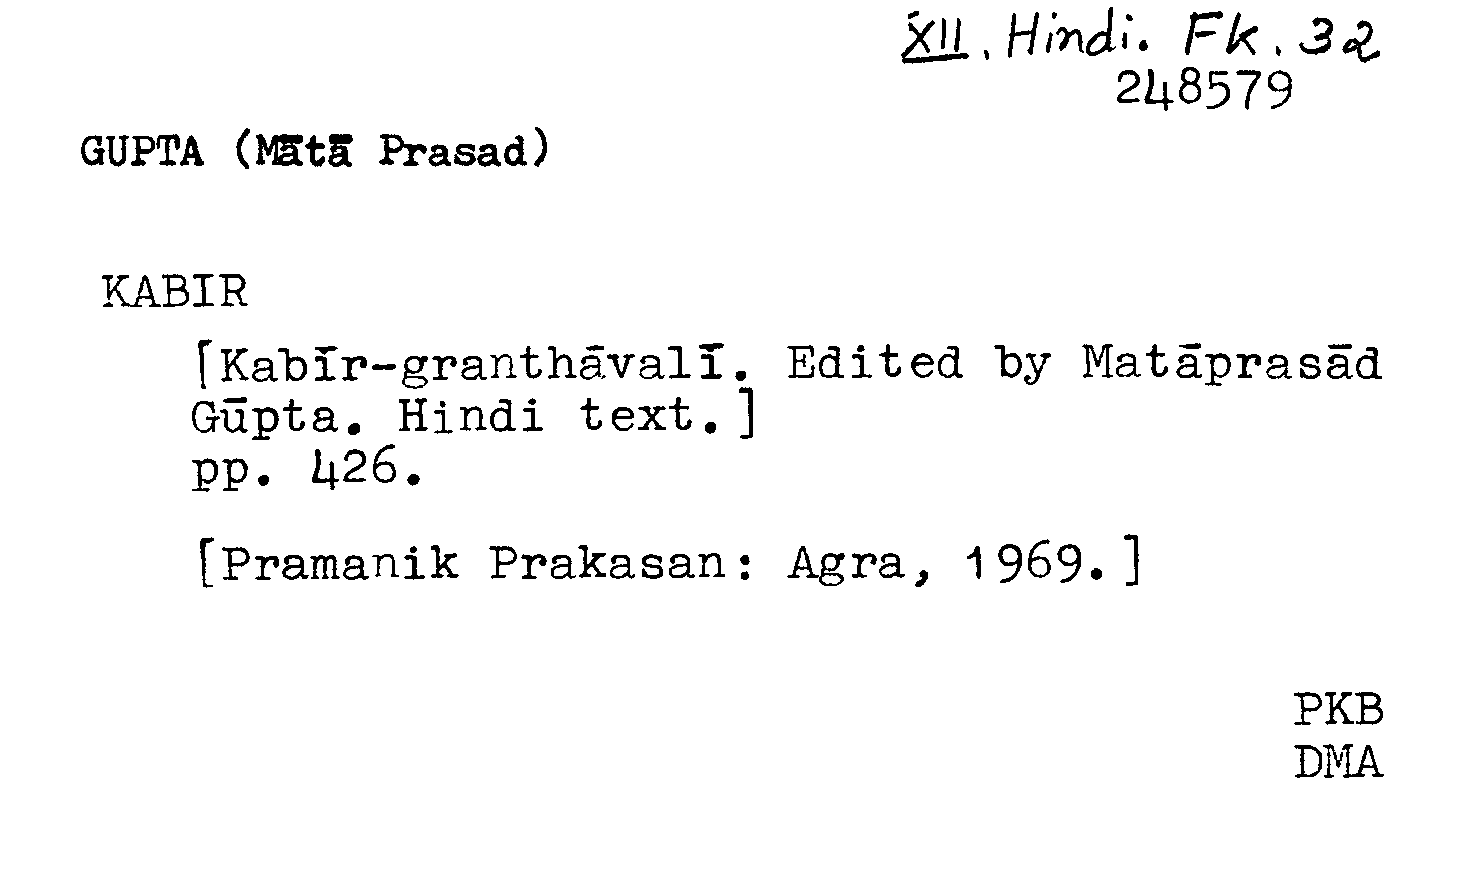 XII. Hindi. Fk. 32
248579
GUPTA (Mātā Prasad)
KABIR
[Kabīr-granthāvalī. Edited by Matāprasād
Gūpta. Hindi text.]
pp. 426.
[Pramanik Prakasan: Agra, 1969.]
PKB
DMA